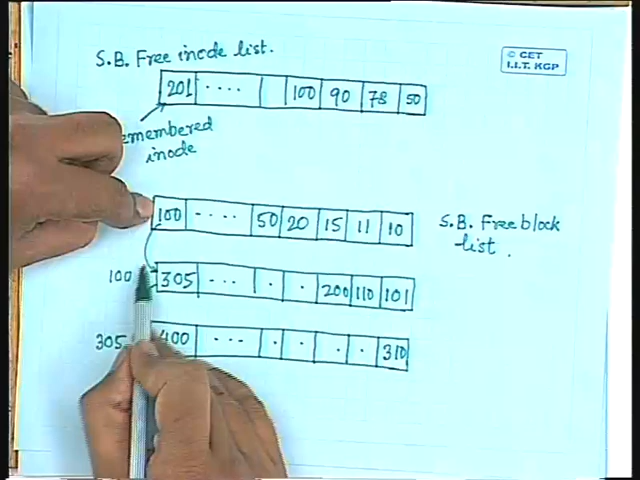 S.B. Free inode list.
© CET
I.I.T. KGP
201 .... 100 90 78 50
emembered
inode
100 .... 50 20 15 11 10
S.B. Free block
list.
100 305 ... . . 200 110 101
305 400 ... . . . . 310